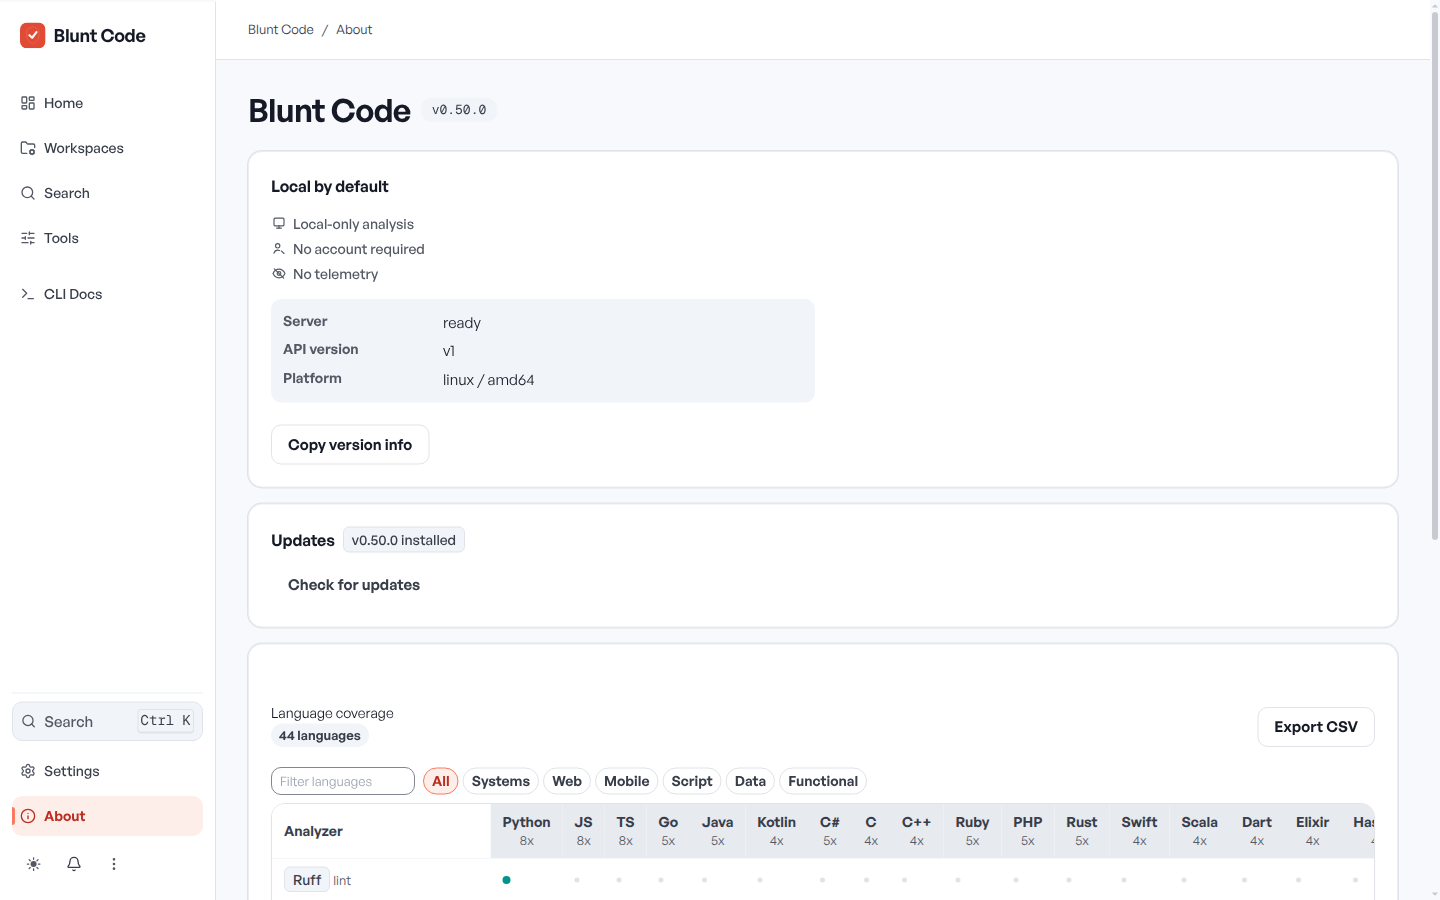 Blunt Code
Home
Workspaces
Search
Tools
CLI Docs
Search Ctrl K
Settings
About
Blunt Code / About
Blunt Code v0.50.0
Local by default
Local-only analysis
No account required
No telemetry
Server ready
API version v1
Platform linux / amd64
Copy version info
Updates v0.50.0 installed
Check for updates
Language coverage
44 languages
Export CSV
Filter languages All Systems Web Mobile Script Data Functional
Analyzer Python JS TS Go Java Kotlin C# C C++ Ruby PHP Rust Swift Scala Dart Elixir Has
8x 8x 8x 5x 5x 4x 5x 4x 4x 5x 5x 5x 4x 4x 4x 4x
Ruff lint